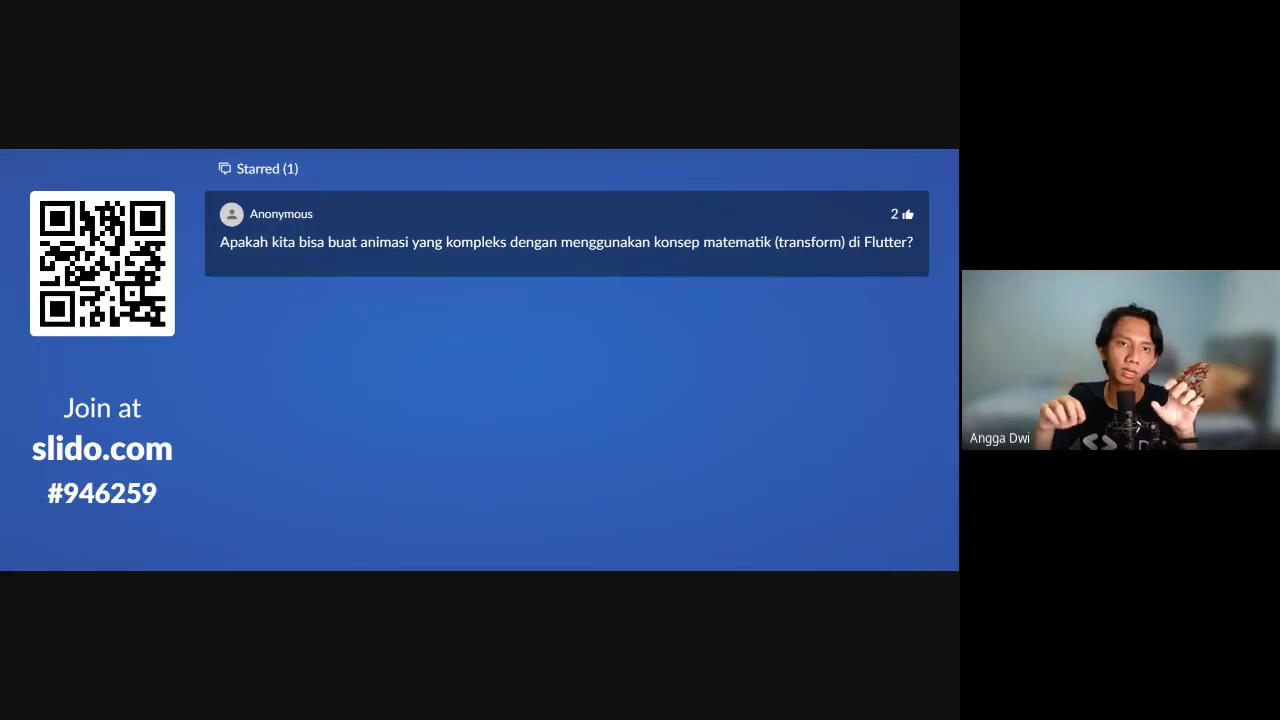 Starred (1)
Anonymous
2
Apakah kita bisa buat animasi yang kompleks dengan menggunakan konsep matematik (transform) di Flutter?
Join at
slido.com
#946259
Angga Dwi